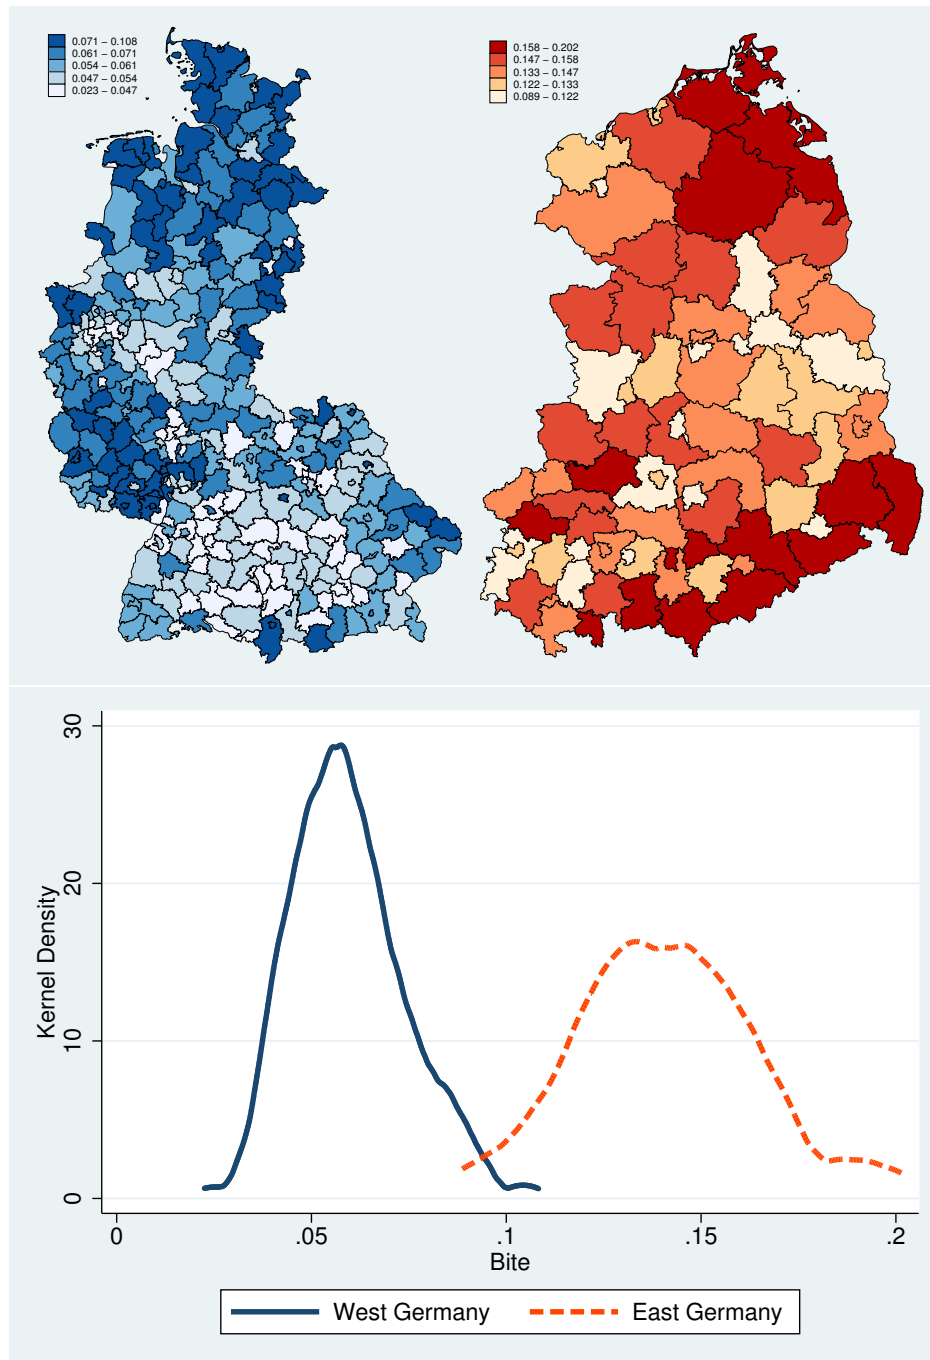 0.071 – 0.108
0.061 – 0.071
0.054 – 0.061
0.047 – 0.054
0.023 – 0.047
0.158 – 0.202
0.147 – 0.158
0.133 – 0.147
0.122 – 0.133
0.089 – 0.122
30
20
10
0
Kernel Density
0 .05 .1 .15 .2
Bite
West Germany East Germany